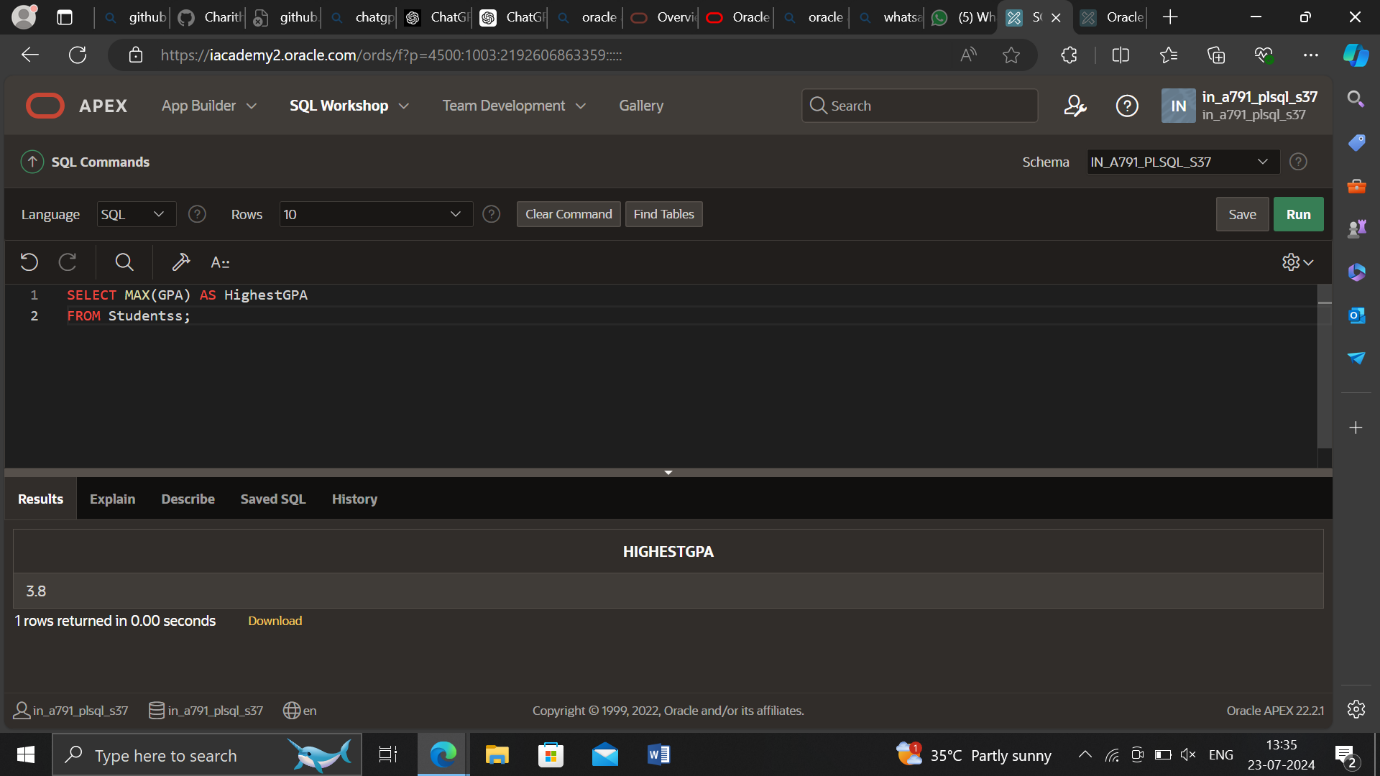 github
Charith
github
chatgp
ChatGP
ChatGP
oracle
Overvi
Oracle
oracle
whatsa
(5) Wh
Oracle
https://iacademy2.oracle.com/ords/f?p=4500:1003:2192606863359:::::
APEX App Builder SQL Workshop Team Development Gallery Search IN in_a791_plsql_s37
in_a791_plsql_s37
SQL Commands Schema IN_A791_PLSQL_S37
Language SQL Rows 10 Clear Command Find Tables Save Run
1 SELECT MAX(GPA) AS HighestGPA
2 FROM Studentss;
Results Explain Describe Saved SQL History
HIGHESTGPA
3.8
1 rows returned in 0.00 seconds Download
in_a791_plsql_s37 in_a791_plsql_s37 en Copyright © 1999, 2022, Oracle and/or its affiliates. Oracle APEX 22.2.1
Type here to search 1 35°C Partly sunny ENG 13:35
23-07-2024 2